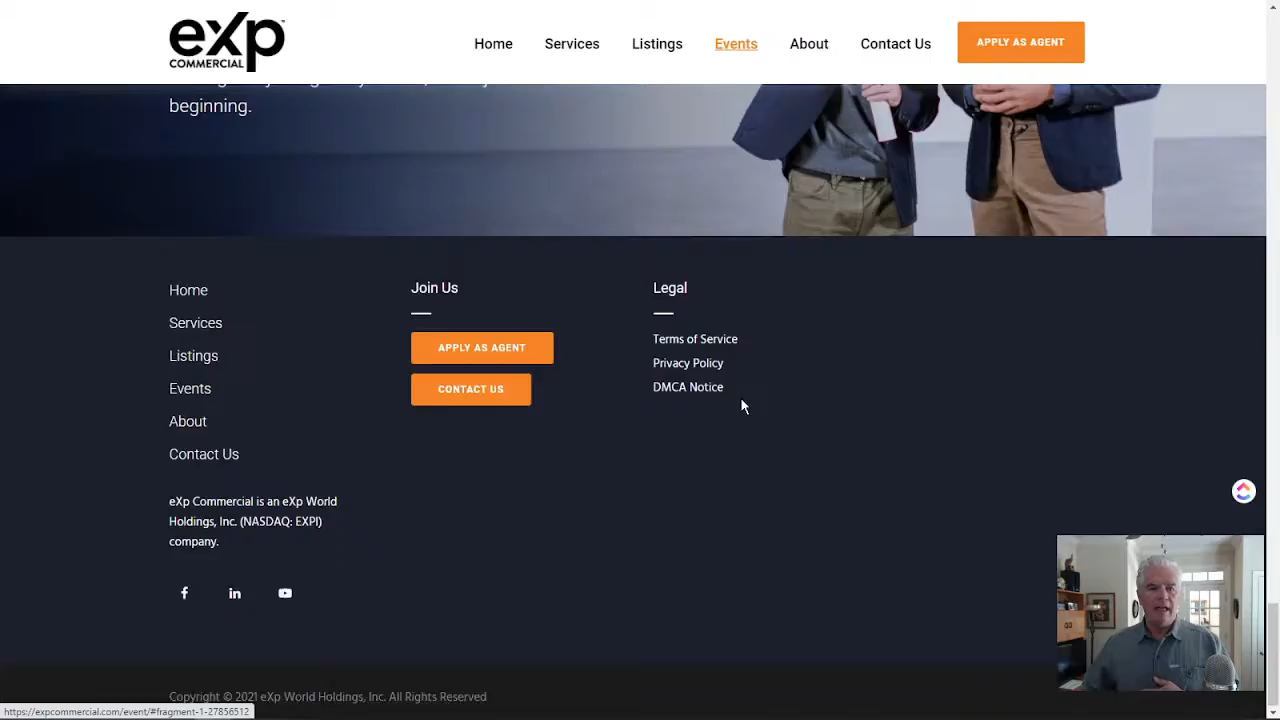 eXp
COMMERCIAL
Home
Services
Listings
Events
About
Contact Us
APPLY AS AGENT
beginning.
Home
Services
Listings
Events
About
Contact Us
eXp Commercial is an eXp World
Holdings, Inc. (NASDAQ: EXPI)
company.
Join Us
APPLY AS AGENT
CONTACT US
Legal
Terms of Service
Privacy Policy
DMCA Notice
Copyright © 2021 eXp World Holdings, Inc. All Rights Reserved
https://expcommercial.com/event/#fragment-1-27856512